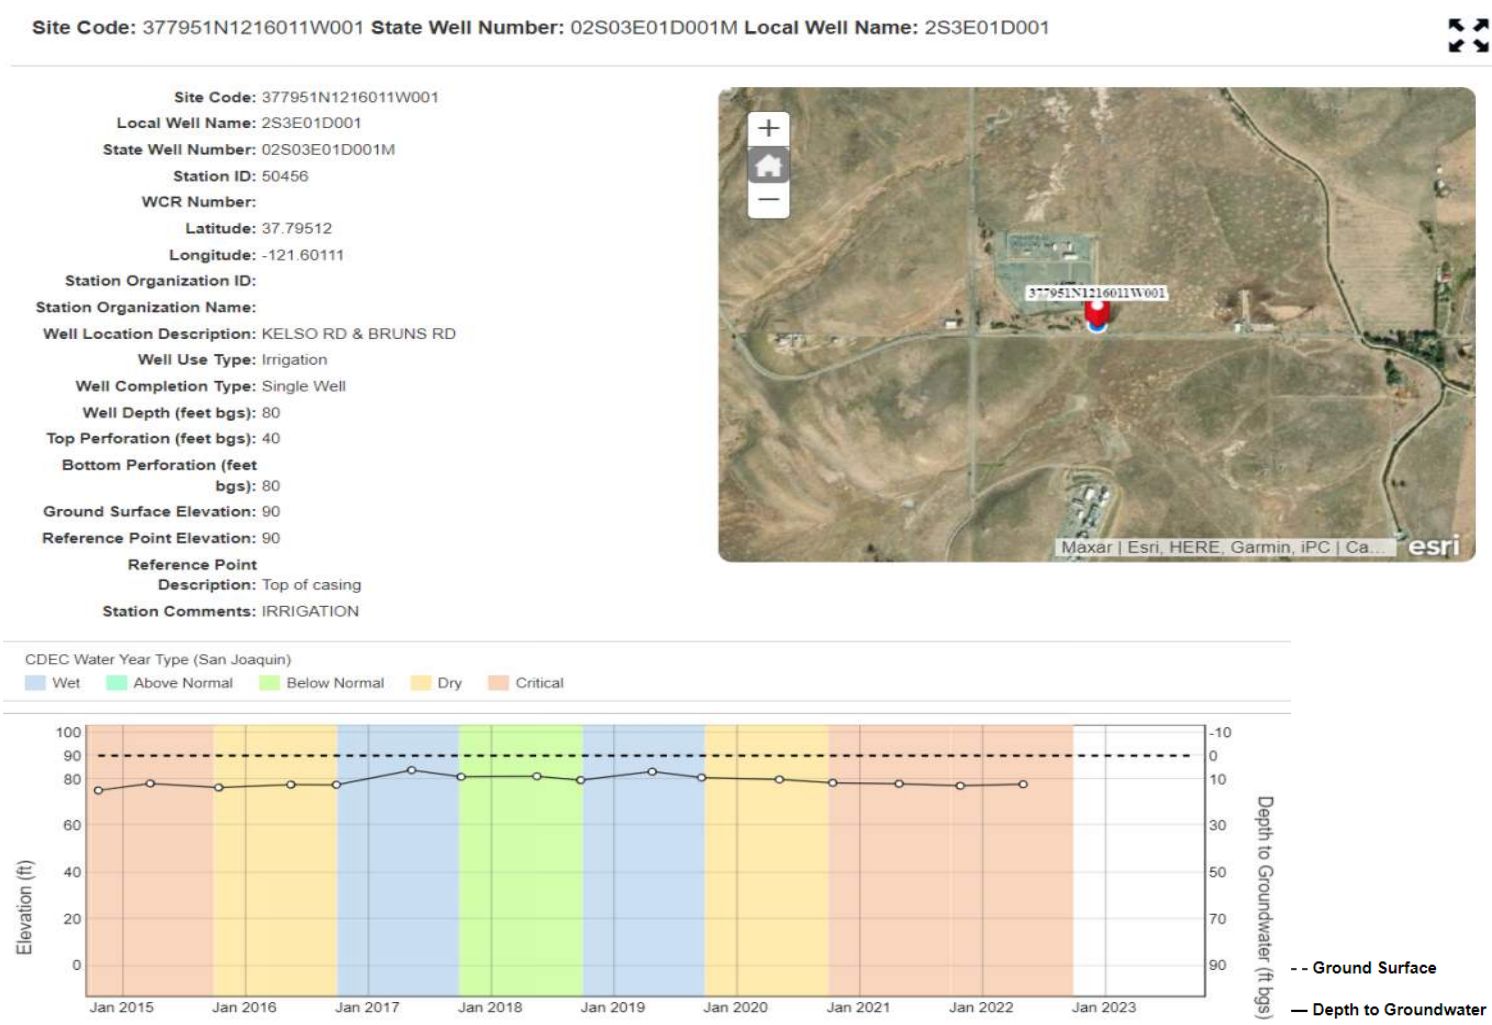 Site Code: 377951N1216011W001 State Well Number: 02S03E01D001M Local Well Name: 2S3E01D001
Site Code: 377951N1216011W001
Local Well Name: 2S3E01D001
State Well Number: 02S03E01D001M
Station ID: 50456
WCR Number:
Latitude: 37.79512
Longitude: -121.60111
Station Organization ID:
Station Organization Name:
Well Location Description: KELSO RD & BRUNS RD
Well Use Type: Irrigation
Well Completion Type: Single Well
Well Depth (feet bgs): 80
Top Perforation (feet bgs): 40
Bottom Perforation (feet
bgs): 80
Ground Surface Elevation: 90
Reference Point Elevation: 90
Reference Point
Description: Top of casing
Station Comments: IRRIGATION
+
−
377951N1216011W001
Maxar | Esri, HERE, Garmin, iPC | Ca...
esri
CDEC Water Year Type (San Joaquin)
Wet Above Normal Below Normal Dry Critical
100 -10
90 0
80 10
60 30
40 50
20 70
0 90
Elevation (ft)
Depth to Groundwater (ft bgs)
Jan 2015 Jan 2016 Jan 2017 Jan 2018 Jan 2019 Jan 2020 Jan 2021 Jan 2022 Jan 2023
-- Ground Surface
— Depth to Groundwater